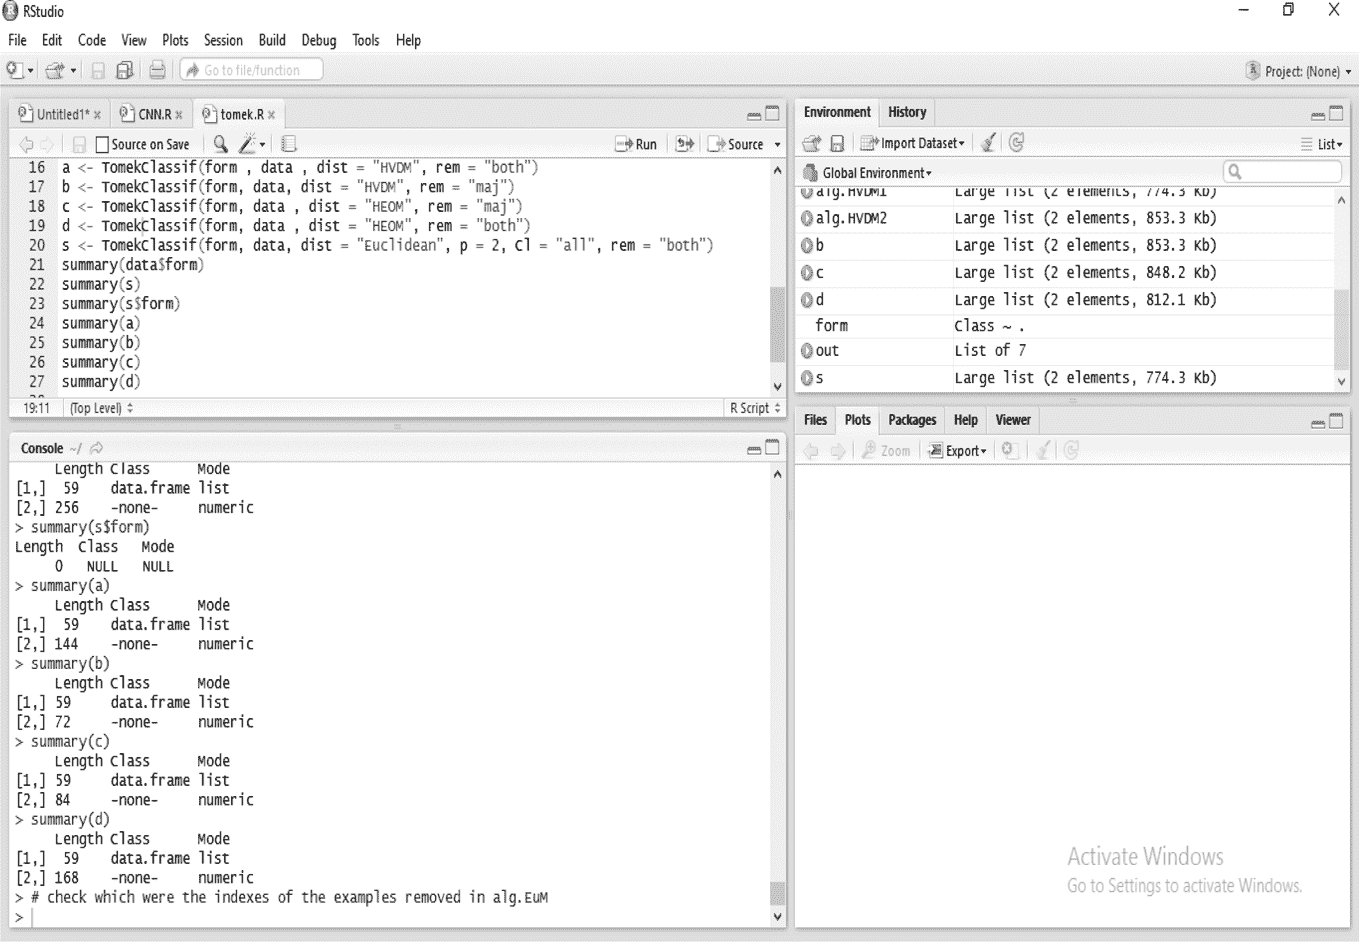 RStudio
File Edit Code View Plots Session Build Debug Tools Help
Go to file/function
Project: (None)
Untitled1* CNN.R tomek.R
Source on Save
Run Source
16 a <- TomekClassif(form , data , dist = "HVDM", rem = "both")
17 b <- TomekClassif(form, data, dist = "HVDM", rem = "maj")
18 c <- TomekClassif(form, data , dist = "HEOM", rem = "maj")
19 d <- TomekClassif(form, data , dist = "HEOM", rem = "both")
20 s <- TomekClassif(form, data, dist = "Euclidean", p = 2, Cl = "all", rem = "both")
21 summary(data$form)
22 summary(s)
23 summary(s$form)
24 summary(a)
25 summary(b)
26 summary(c)
27 summary(d)
19:11 (Top Level) R Script
Console ~/
Length Class Mode
[1,] 59 data.frame list
[2,] 256 -none- numeric
> summary(s$form)
Length Class Mode
0 NULL NULL
> summary(a)
Length Class Mode
[1,] 59 data.frame list
[2,] 144 -none- numeric
> summary(b)
Length Class Mode
[1,] 59 data.frame list
[2,] 72 -none- numeric
> summary(c)
Length Class Mode
[1,] 59 data.frame list
[2,] 84 -none- numeric
> summary(d)
Length Class Mode
[1,] 59 data.frame list
[2,] 168 -none- numeric
> # check which were the indexes of the examples removed in alg.EuM
>
Environment History
Import Dataset List
Global Environment
alg.HVDM1 Large list (2 elements, 774.3 Kb)
alg.HVDM2 Large list (2 elements, 853.3 Kb)
b Large list (2 elements, 853.3 Kb)
c Large list (2 elements, 848.2 Kb)
d Large list (2 elements, 812.1 Kb)
form Class ~ .
out List of 7
s Large list (2 elements, 774.3 Kb)
Files Plots Packages Help Viewer
Zoom Export
Activate Windows
Go to Settings to activate Windows.